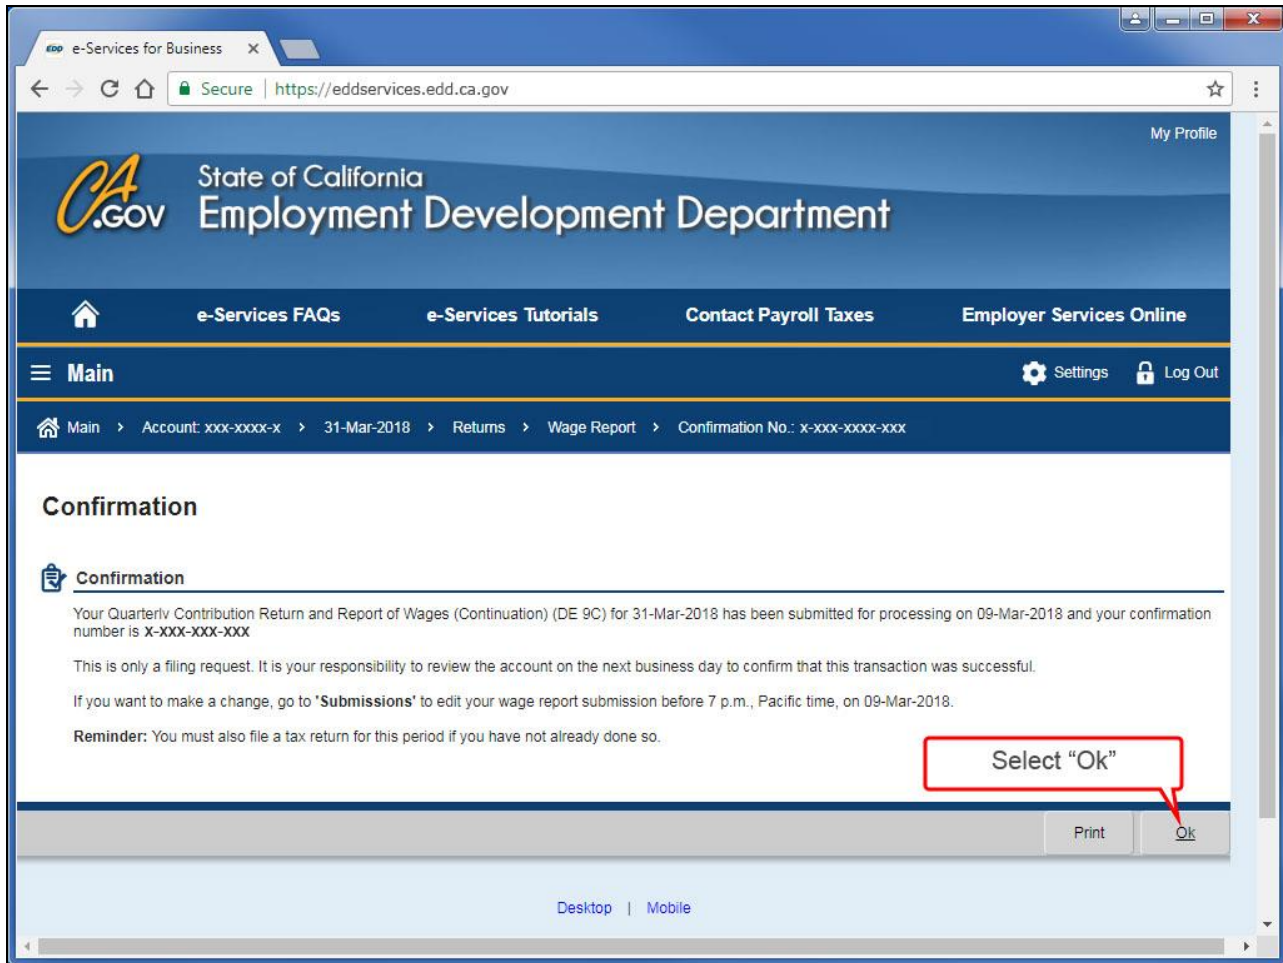 EDD e-Services for Business
Secure | https://eddservices.edd.ca.gov
My Profile
CA.GOV
State of California
Employment Development Department
e-Services FAQs e-Services Tutorials Contact Payroll Taxes Employer Services Online
Main Settings Log Out
Main > Account: xxx-xxxx-x > 31-Mar-2018 > Returns > Wage Report > Confirmation No.: x-xxx-xxxx-xxx
Confirmation
Confirmation
Your Quarterly Contribution Return and Report of Wages (Continuation) (DE 9C) for 31-Mar-2018 has been submitted for processing on 09-Mar-2018 and your confirmation
number is X-XXX-XXX-XXX
This is only a filing request. It is your responsibility to review the account on the next business day to confirm that this transaction was successful.
If you want to make a change, go to 'Submissions' to edit your wage report submission before 7 p.m., Pacific time, on 09-Mar-2018.
Reminder: You must also file a tax return for this period if you have not already done so.
Select “Ok”
Print Ok
Desktop | Mobile